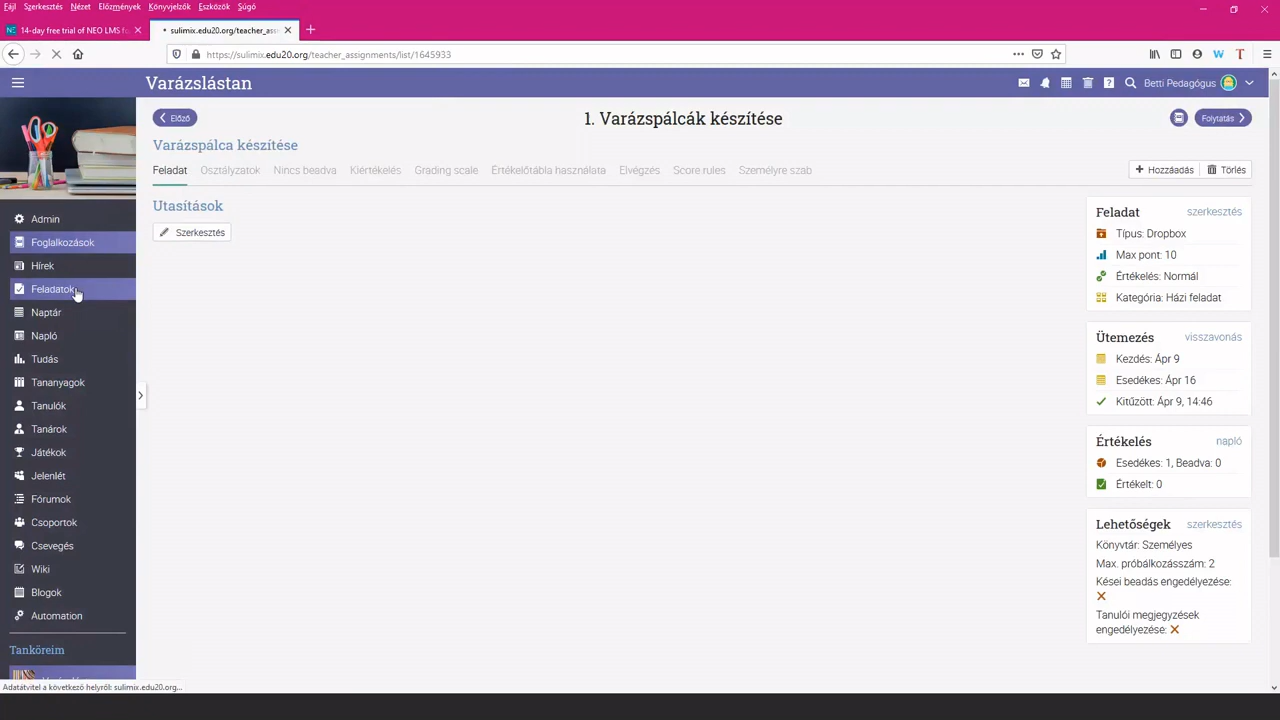 Fájl Szerkesztés Nézet Előzmények Könyvjelzők Eszközök Súgó
14-day free trial of NEO LMS fo
sulimix.edu20.org/teacher_assi
https://sulimix.edu20.org/teacher_assignments/list/1645933
Varázslástan
Betti Pedagógus
Előző
1. Varázspálcák készítése
Folytatás
Varázspálca készítése
Feladat Osztályzatok Nincs beadva Kiértékelés Grading scale Értékelőtábla használata Elvégzés Score rules Személyre szab
Hozzáadás Törlés
Utasítások
Szerkesztés
Admin
Foglalkozások
Hírek
Feladatok
Naptár
Napló
Tudás
Tananyagok
Tanulók
Tanárok
Játékok
Jelenlét
Fórumok
Csoportok
Csevegés
Wiki
Blogok
Automation
Tanköreim
Feladat szerkesztés
Típus: Dropbox
Max pont: 10
Értékelés: Normál
Kategória: Házi feladat
Ütemezés visszavonás
Kezdés: Ápr 9
Esedékes: Ápr 16
Kitűzött: Ápr 9, 14:46
Értékelés napló
Esedékes: 1, Beadva: 0
Értékelt: 0
Lehetőségek szerkesztés
Könyvtár: Személyes
Max. próbálkozásszám: 2
Kései beadás engedélyezése:
Tanulói megjegyzések
engedélyezése:
Adatátvitel a következő helyről: sulimix.edu20.org...